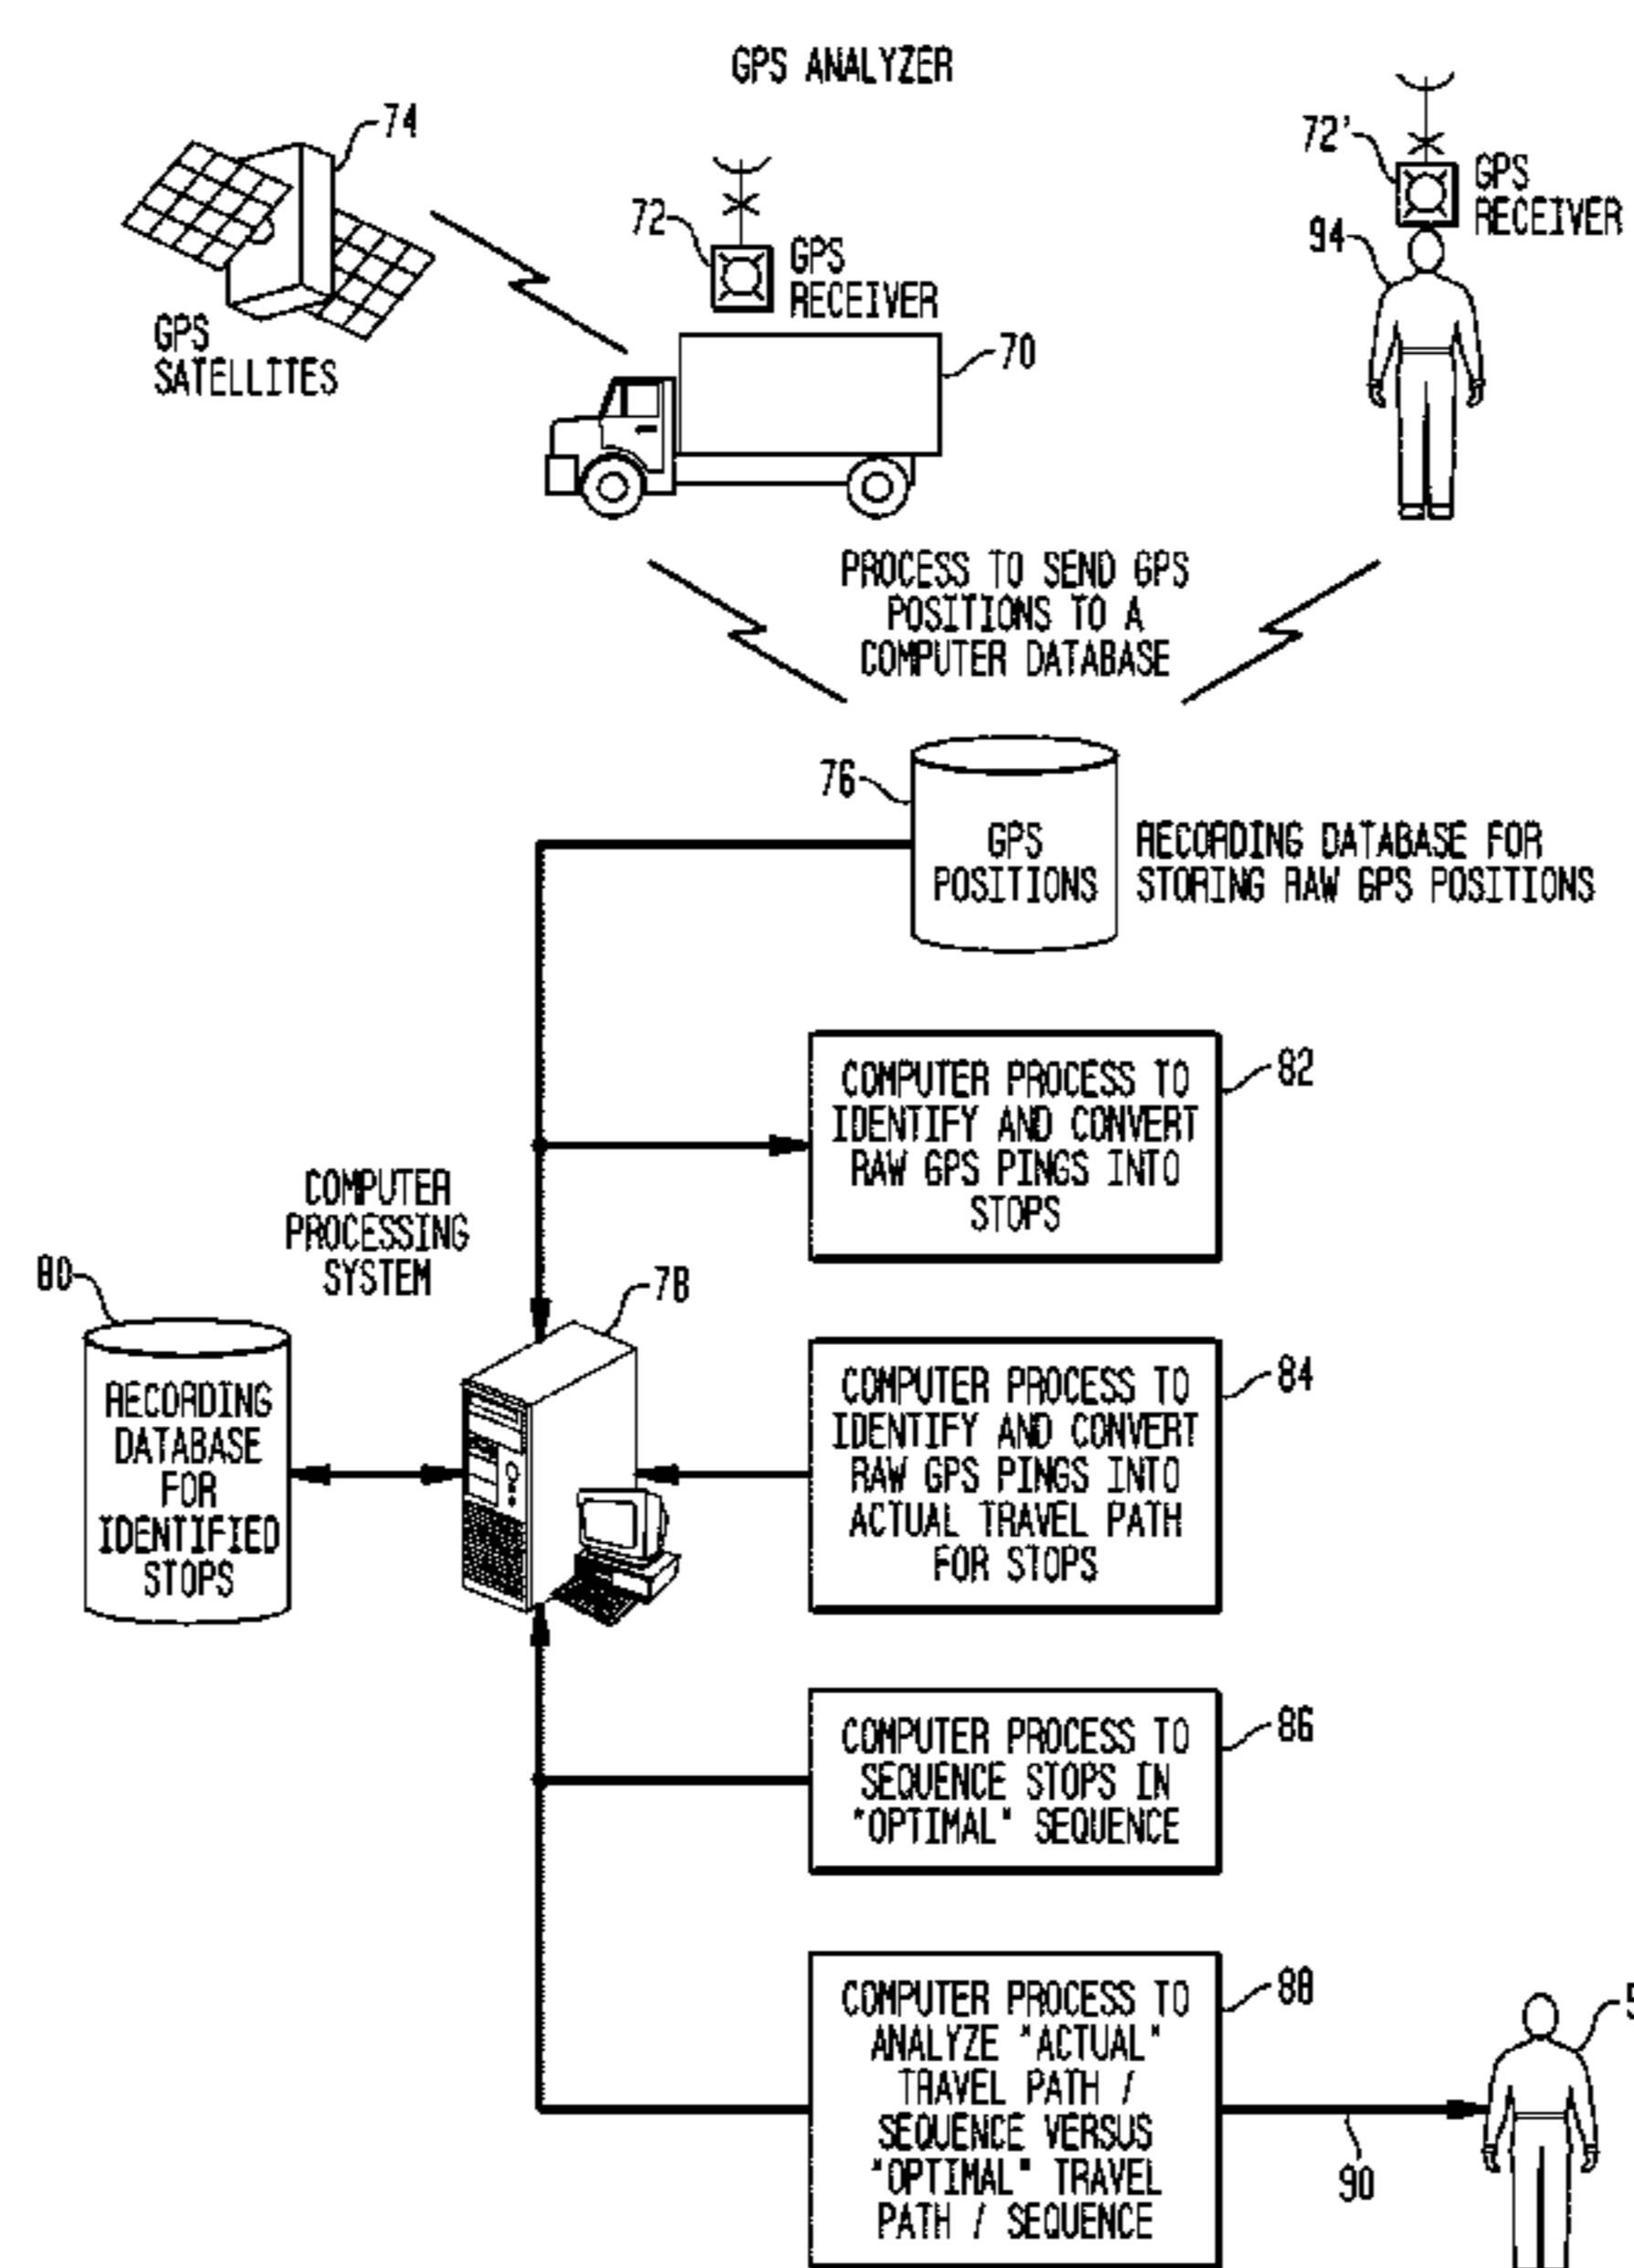 GPS ANALYZER
74
72'
GPS
RECEIVER
72
GPS
RECEIVER
94
GPS
SATELLITES
70
PROCESS TO SEND GPS
POSITIONS TO A
COMPUTER DATABASE
76
GPS
POSITIONS
RECORDING DATABASE FOR
STORING RAW GPS POSITIONS
COMPUTER PROCESS TO
IDENTIFY AND CONVERT
RAW GPS PINGS INTO
STOPS
82
COMPUTER
PROCESSING
SYSTEM
80
78
RECORDING
DATABASE
FOR
IDENTIFIED
STOPS
COMPUTER PROCESS TO
IDENTIFY AND CONVERT
RAW GPS PINGS INTO
ACTUAL TRAVEL PATH
FOR STOPS
84
COMPUTER PROCESS TO
SEQUENCE STOPS IN
"OPTIMAL" SEQUENCE
86
COMPUTER PROCESS TO
ANALYZE "ACTUAL"
TRAVEL PATH /
SEQUENCE VERSUS
"OPTIMAL" TRAVEL
PATH / SEQUENCE
88
90